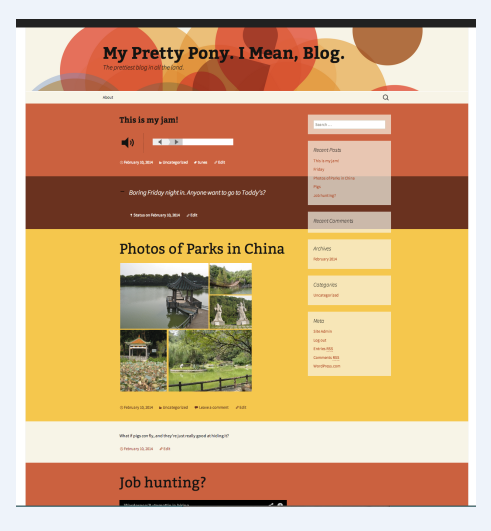 My Pretty Pony. I Mean, Blog.
The prettiest blog in all the land.
About
This is my jam!
February 10, 2014 Uncategorized tunes Edit
Boring Friday night in. Anyone want to go to Taddy's?
Status on February 10, 2014 Edit
Photos of Parks in China
February 10, 2014 Uncategorized Leave a comment Edit
What if pigs can fly, and they're just really good at hiding it?
February 10, 2014 Edit
Job hunting?
Search …
Recent Posts
This is my jam!
Friday
Photos of Parks in China
Pigs
Job hunting?
Recent Comments
Archives
February 2014
Categories
Uncategorized
Meta
Site Admin
Log out
Entries RSS
Comments RSS
WordPress.com